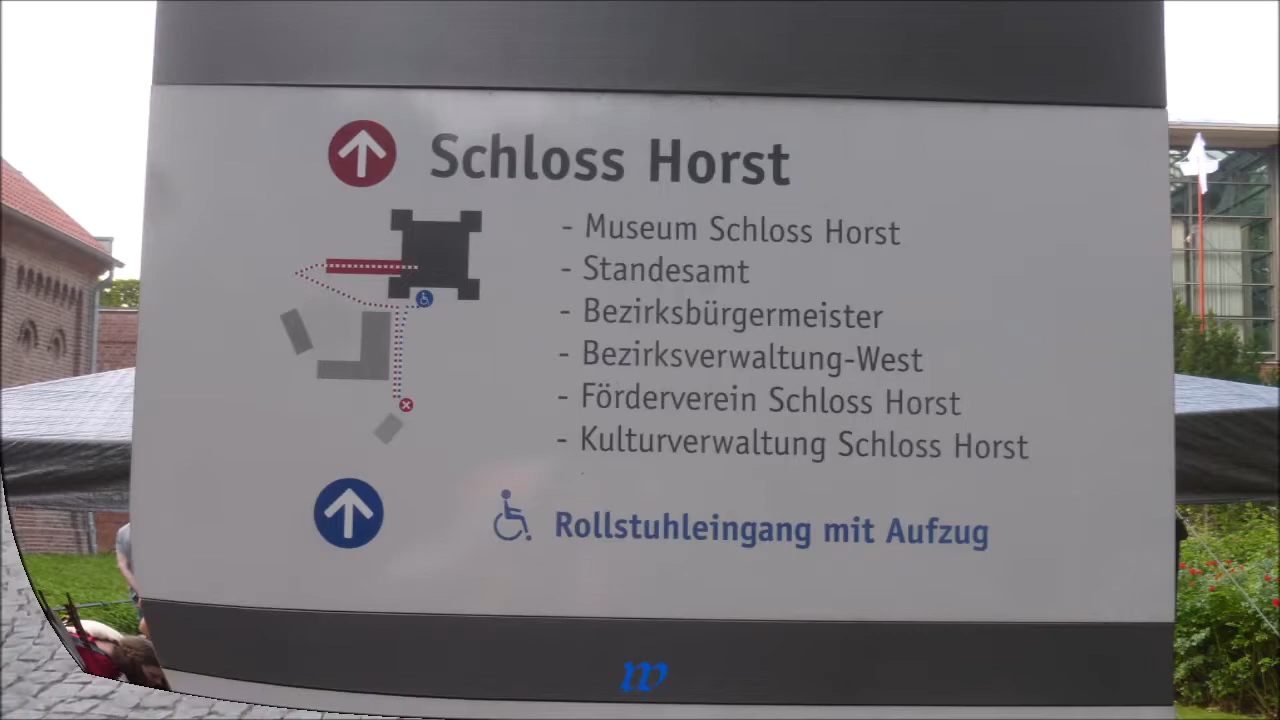 Schloss Horst
- Museum Schloss Horst
- Standesamt
- Bezirksbürgermeister
- Bezirksverwaltung-West
- Förderverein Schloss Horst
- Kulturverwaltung Schloss Horst
Rollstuhleingang mit Aufzug
w